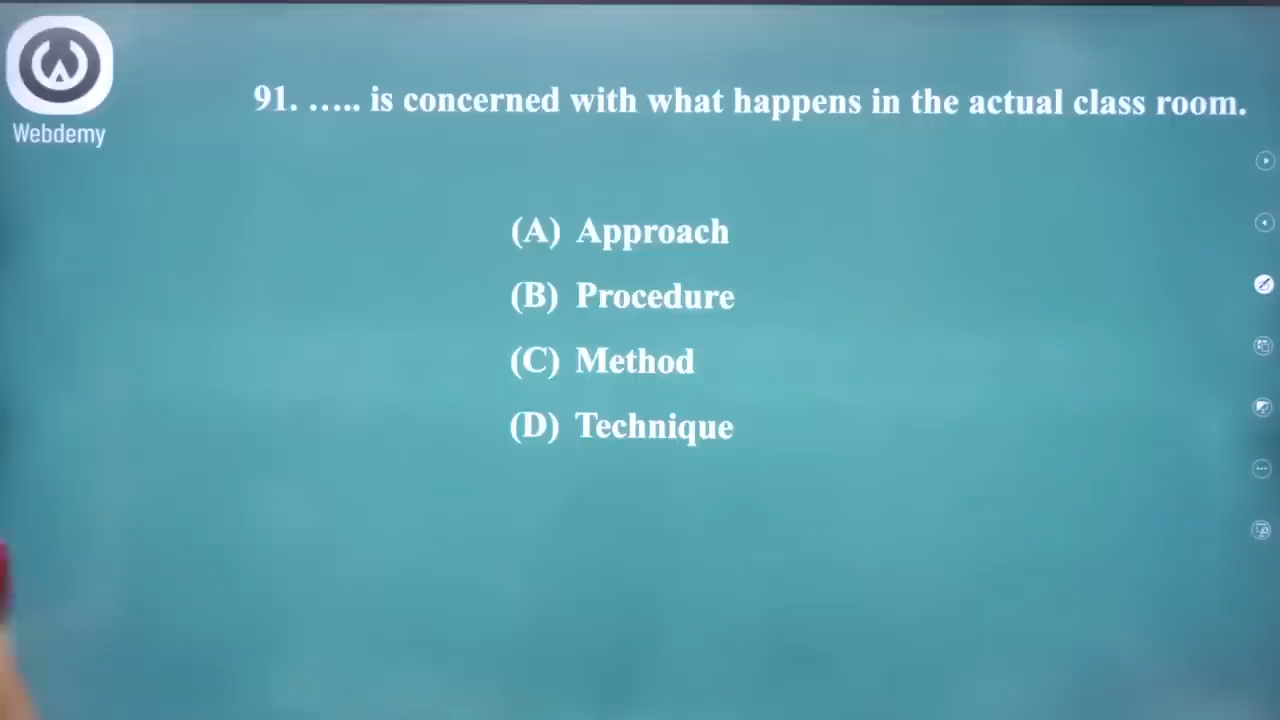 Webdemy
91. ..... is concerned with what happens in the actual class room.
(A) Approach
(B) Procedure
(C) Method
(D) Technique